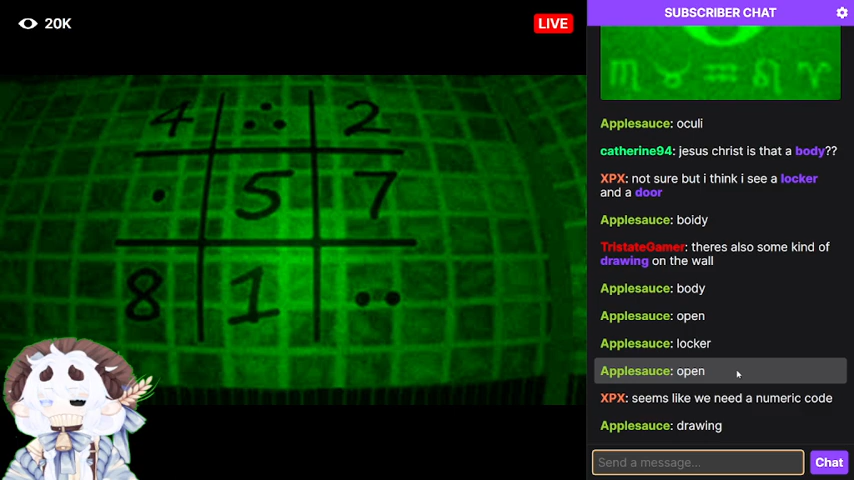 20K
LIVE
4 2
5 7
8 1
SUBSCRIBER CHAT
♏ ♉ ♒ ♌ ♈
Applesauce: oculi
catherine94: jesus christ is that a body??
XPX: not sure but i think i see a locker
and a door
Applesauce: boidy
TristateGamer: theres also some kind of
drawing on the wall
Applesauce: body
Applesauce: open
Applesauce: locker
Applesauce: open
XPX: seems like we need a numeric code
Applesauce: drawing
Send a message...
Chat